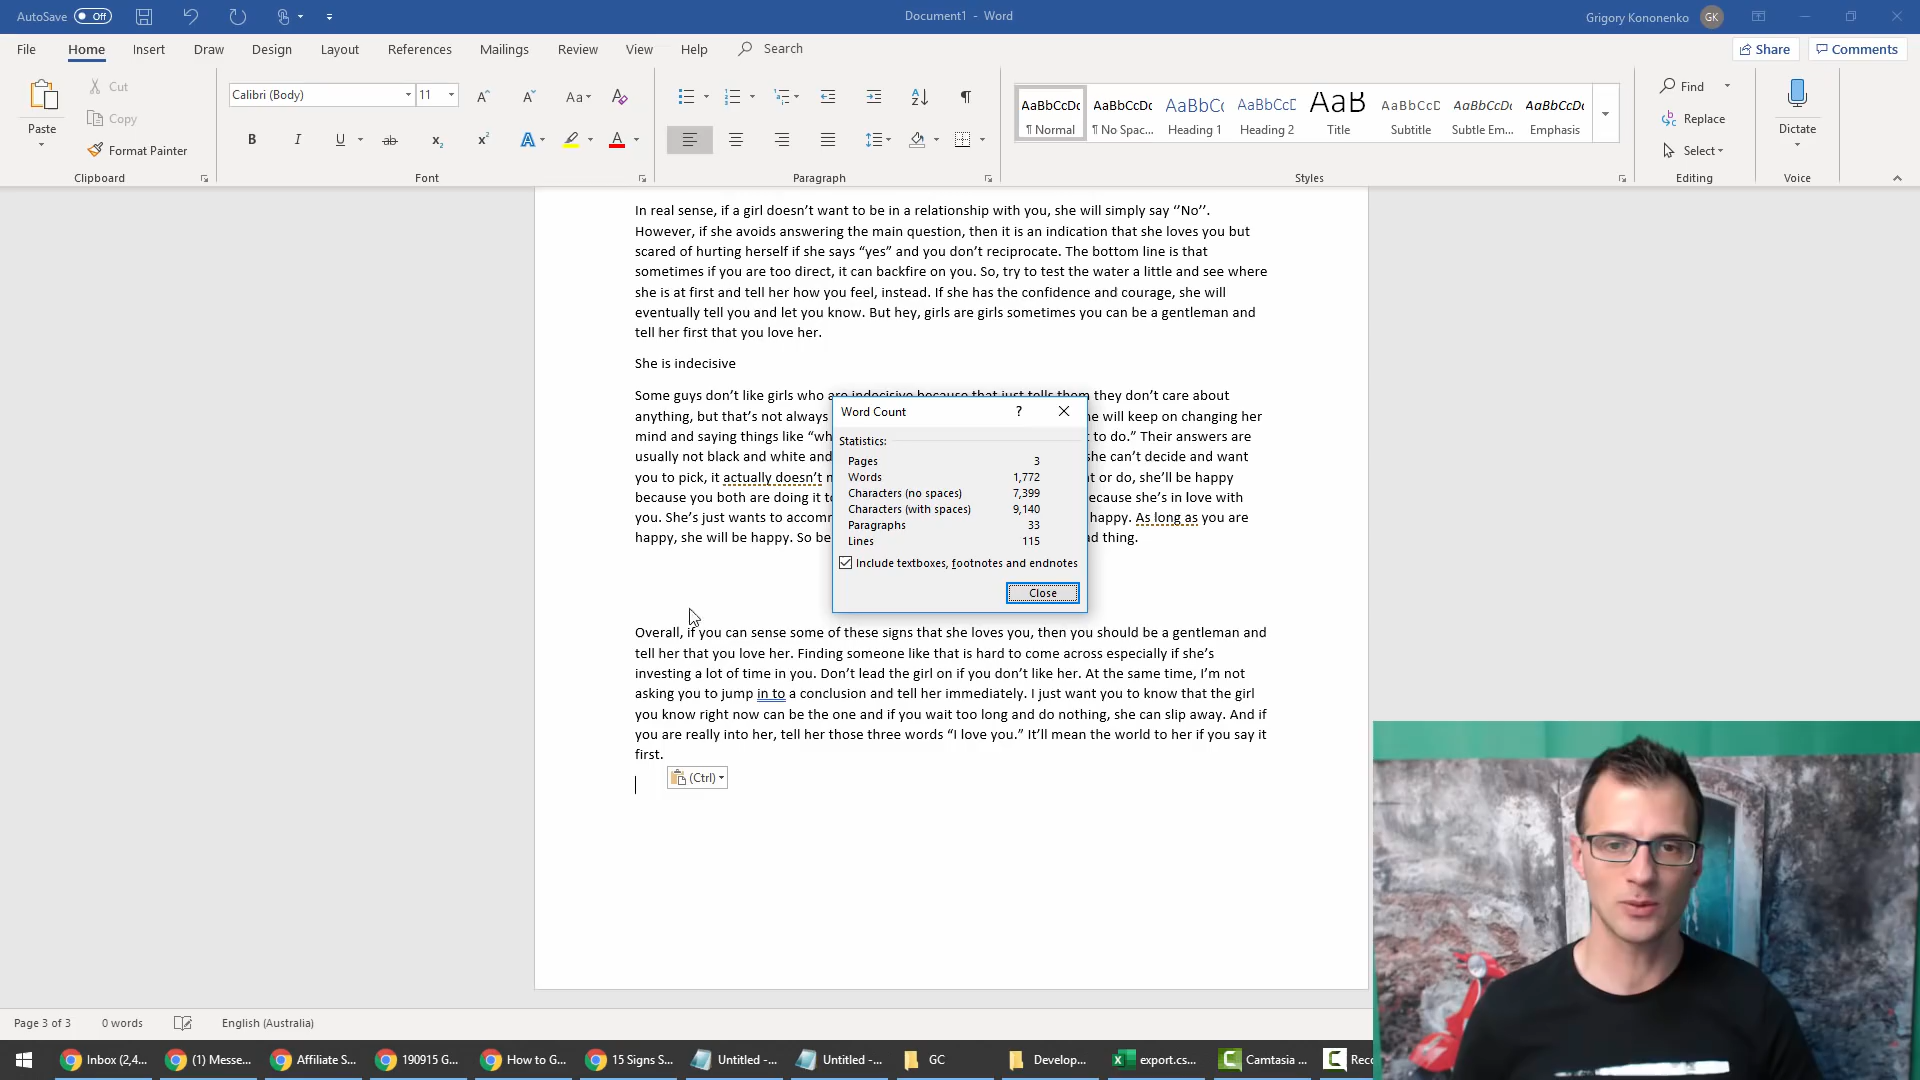 AutoSave Off
Document1 - Word
Grigory Kononenko GK
File Home Insert Draw Design Layout References Mailings Review View Help Search
Share Comments
Paste
Cut
Copy
Format Painter
Clipboard
Calibri (Body) 11
Aa
B I U ab x₂ x² A A
Font
Paragraph
AaBbCcDc AaBbCcDc AaBbCc AaBbCcC AaB AaBbCcD AaBbCcDc AaBbCcDc
¶ Normal ¶ No Spac... Heading 1 Heading 2 Title Subtitle Subtle Em... Emphasis
Styles
Find
Replace
Select
Editing
Dictate
Voice
In real sense, if a girl doesn’t want to be in a relationship with you, she will simply say ‘’No’’.
However, if she avoids answering the main question, then it is an indication that she loves you but
scared of hurting herself if she says “yes” and you don’t reciprocate. The bottom line is that
sometimes if you are too direct, it can backfire on you. So, try to test the water a little and see where
she is at first and tell her how you feel, instead. If she has the confidence and courage, she will
eventually tell you and let you know. But hey, girls are girls sometimes you can be a gentleman and
tell her first that you love her.
She is indecisive
Some guys don’t like girls who are indecisive because that just tells them they don’t care about
anything, but that’s not always he will keep on changing her
mind and saying things like “wh t to do.” Their answers are
usually not black and white and she can’t decide and want
you to pick, it actually doesn’t m t or do, she’ll be happy
because you both are doing it to because she’s in love with
you. She’s just wants to accomm happy. As long as you are
happy, she will be happy. So be ad thing.
Word Count
Statistics:
Pages 3
Words 1,772
Characters (no spaces) 7,399
Characters (with spaces) 9,140
Paragraphs 33
Lines 115
Include textboxes, footnotes and endnotes
Close
Overall, if you can sense some of these signs that she loves you, then you should be a gentleman and
tell her that you love her. Finding someone like that is hard to come across especially if she’s
investing a lot of time in you. Don’t lead the girl on if you don’t like her. At the same time, I’m not
asking you to jump in to a conclusion and tell her immediately. I just want you to know that the girl
you know right now can be the one and if you wait too long and do nothing, she can slip away. And if
you are really into her, tell her those three words “I love you.” It’ll mean the world to her if you say it
first.
(Ctrl)
Page 3 of 3 0 words English (Australia)
Inbox (2,4... (1) Messe... Affiliate S... 190915 G... How to G... 15 Signs S... Untitled -... Untitled -... GC Develop... export.cs... Camtasia ... Reco